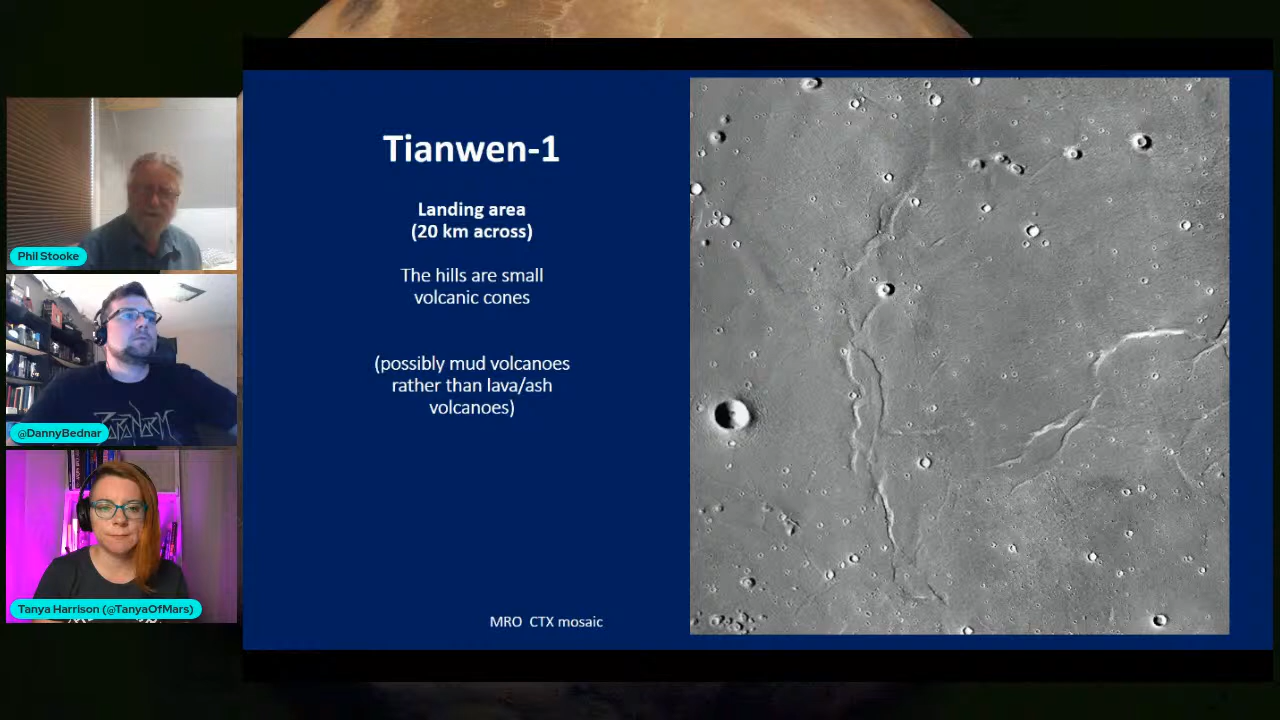 Tianwen-1
Landing area
(20 km across)
The hills are small
volcanic cones
(possibly mud volcanoes
rather than lava/ash
volcanoes)
MRO CTX mosaic
Phil Stooke
@DannyBednar
Tanya Harrison (@TanyaOfMars)